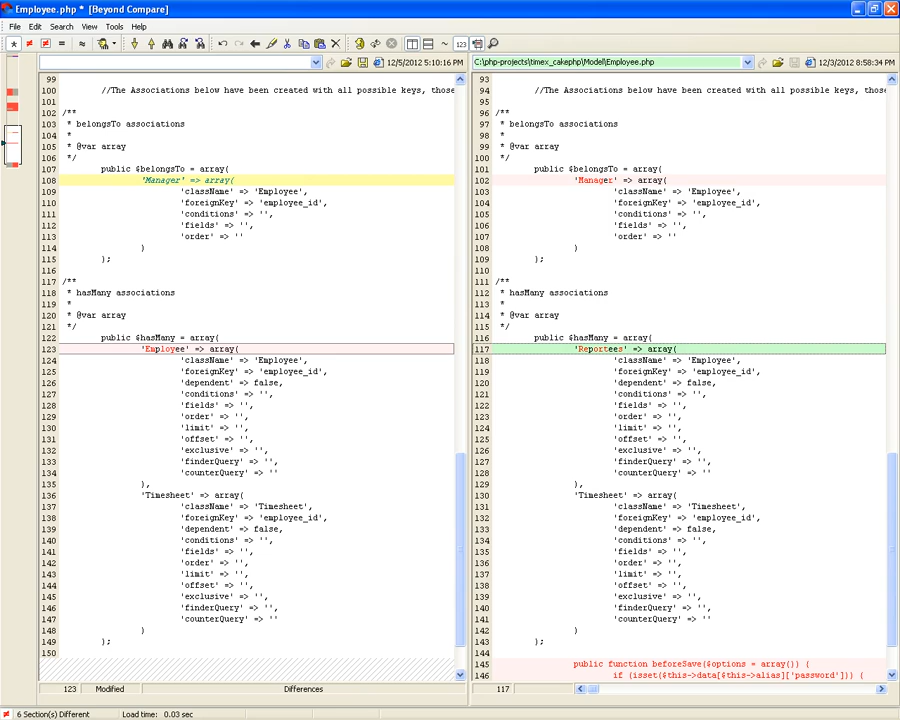 Employee.php * [Beyond Compare]
File Edit Search View Tools Help
12/5/2012 5:10:16 PM
C:\php-projects\timex_cakephp\Model\Employee.php 12/3/2012 8:58:34 PM
99
100 //The Associations below have been created with all possible keys, those
101
102 /**
103 * belongsTo associations
104 *
105 * @var array
106 */
107 public $belongsTo = array(
108 'Manager' => array(
109 'className' => 'Employee',
110 'foreignKey' => 'employee_id',
111 'conditions' => '',
112 'fields' => '',
113 'order' => ''
114 )
115 );
116
117 /**
118 * hasMany associations
119 *
120 * @var array
121 */
122 public $hasMany = array(
123 'Employee' => array(
124 'className' => 'Employee',
125 'foreignKey' => 'employee_id',
126 'dependent' => false,
127 'conditions' => '',
128 'fields' => '',
129 'order' => '',
130 'limit' => '',
131 'offset' => '',
132 'exclusive' => '',
133 'finderQuery' => '',
134 'counterQuery' => ''
135 ),
136 'Timesheet' => array(
137 'className' => 'Timesheet',
138 'foreignKey' => 'employee_id',
139 'dependent' => false,
140 'conditions' => '',
141 'fields' => '',
142 'order' => '',
143 'limit' => '',
144 'offset' => '',
145 'exclusive' => '',
146 'finderQuery' => '',
147 'counterQuery' => ''
148 )
149 );
150
93
94 //The Associations below have been created with all possible keys, those
95
96 /**
97 * belongsTo associations
98 *
99 * @var array
100 */
101 public $belongsTo = array(
102 'Manager' => array(
103 'className' => 'Employee',
104 'foreignKey' => 'employee_id',
105 'conditions' => '',
106 'fields' => '',
107 'order' => ''
108 )
109 );
110
111 /**
112 * hasMany associations
113 *
114 * @var array
115 */
116 public $hasMany = array(
117 'Reportees' => array(
118 'className' => 'Employee',
119 'foreignKey' => 'employee_id',
120 'dependent' => false,
121 'conditions' => '',
122 'fields' => '',
123 'order' => '',
124 'limit' => '',
125 'offset' => '',
126 'exclusive' => '',
127 'finderQuery' => '',
128 'counterQuery' => ''
129 ),
130 'Timesheet' => array(
131 'className' => 'Timesheet',
132 'foreignKey' => 'employee_id',
133 'dependent' => false,
134 'conditions' => '',
135 'fields' => '',
136 'order' => '',
137 'limit' => '',
138 'offset' => '',
139 'exclusive' => '',
140 'finderQuery' => '',
141 'counterQuery' => ''
142 )
143 );
144
145 public function beforeSave($options = array()) {
146 if (isset($this->data[$this->alias]['password'])) {
123 Modified Differences 117
6 Section(s) Different Load time: 0.03 sec